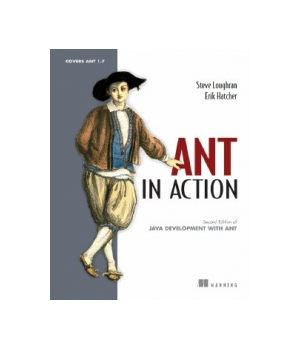 COVERS ANT 1.7
Steve Loughran
Erik Hatcher
ANT
IN ACTION
Second Edition of
JAVA DEVELOPMENT WITH ANT
MANNING